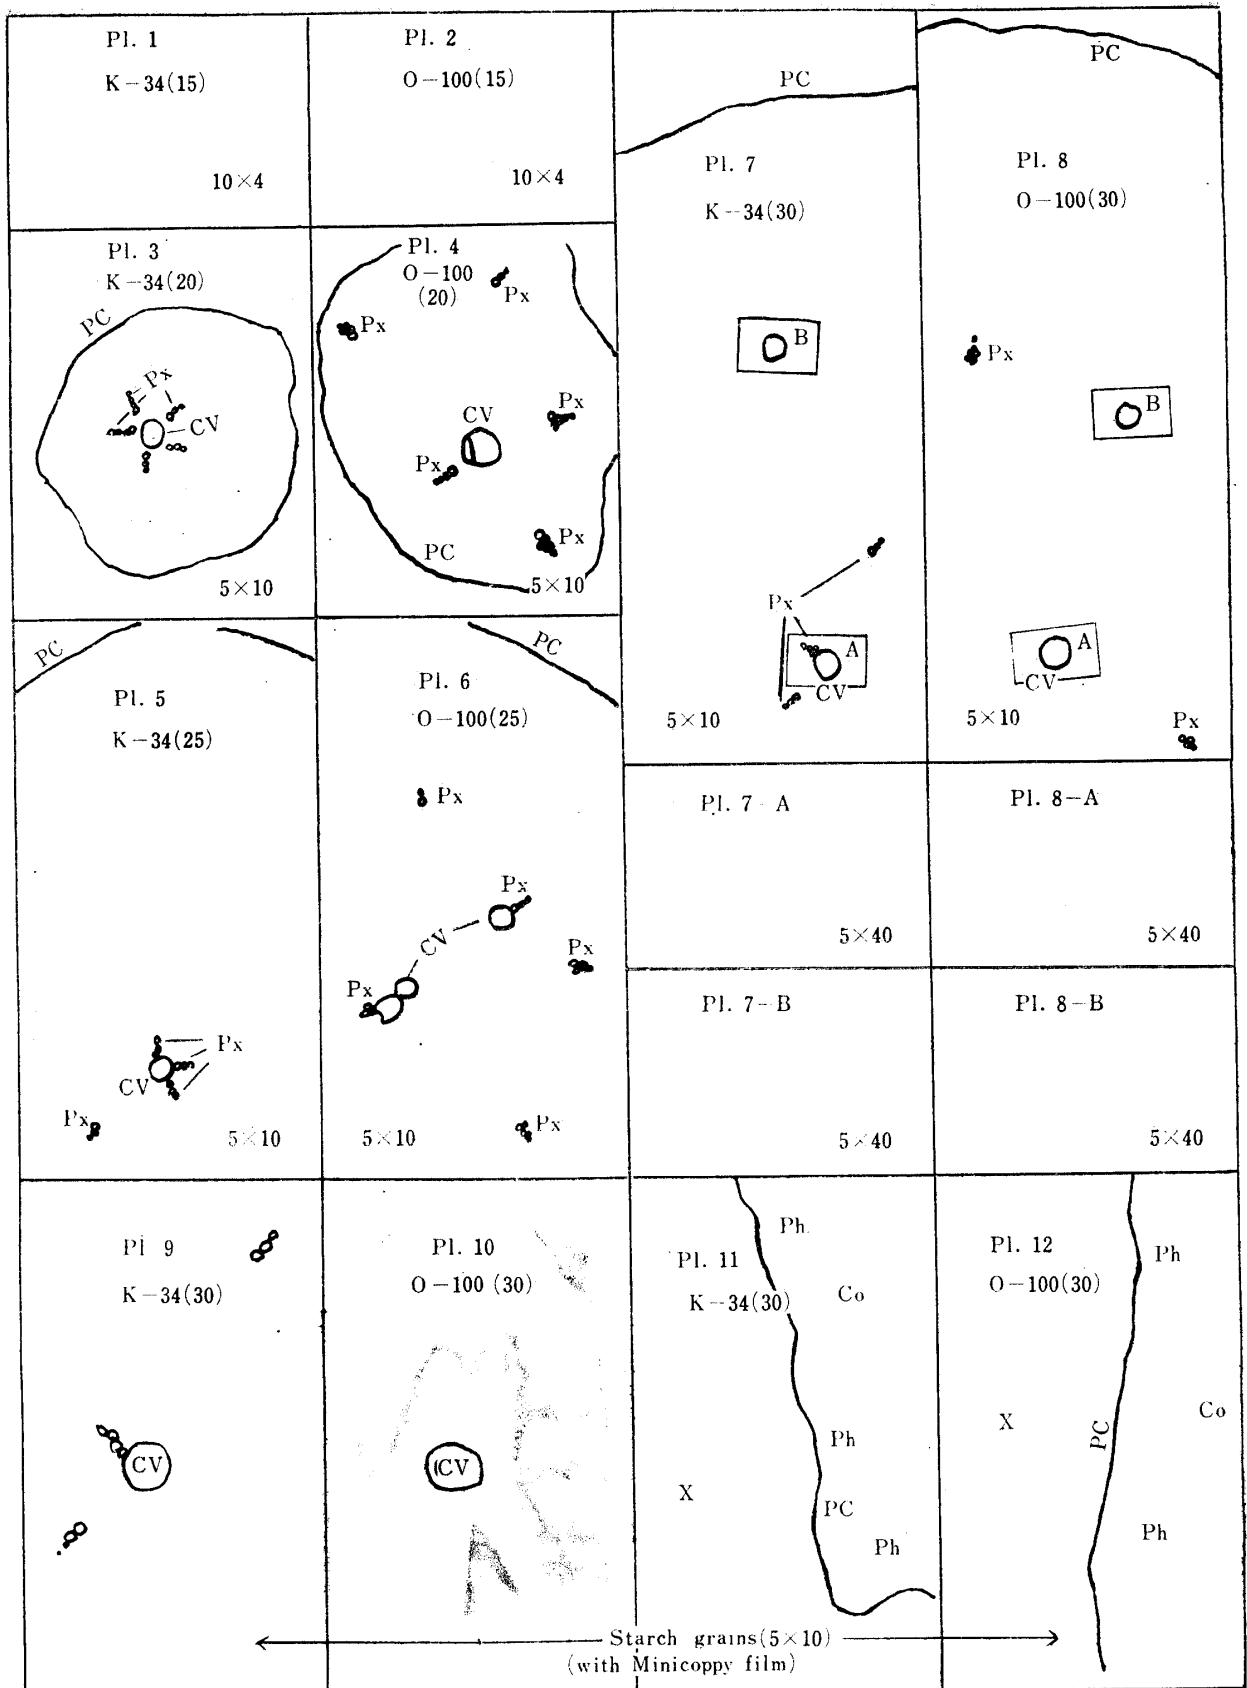 Pl. 1
K-34(15)
10×4
Pl. 2
O-100(15)
10×4
Pl. 3
K-34(20)
PC
Px
CV
5×10
Pl. 4
O-100
(20)
Px
Px
Px
CV
Px
Px
PC
5×10
PC
Pl. 5
K-34(25)
Px
CV
Px
5×10
PC
Pl. 6
O-100(25)
Px
Px
CV
Px
Px
Px
5×10
PC
Pl. 7
K-34(30)
B
Px
A
CV
5×10
PC
Pl. 8
O-100(30)
Px
B
A
CV
5×10
Px
Pl. 7-A
5×40
Pl. 8-A
5×40
Pl. 7-B
5×40
Pl. 8-B
5×40
Pl 9
K-34(30)
CV
Pl. 10
O-100 (30)
CV
Pl. 11
K-34(30)
Ph
Co
Ph
X
PC
Ph
Pl. 12
O-100(30)
Ph
X
PC
Co
Ph
Starch grains(5×10)
(with Minicoppy film)